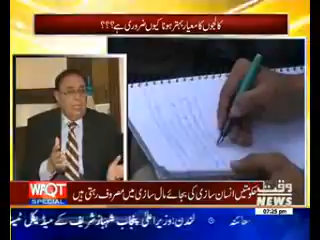 کالجوں کا معیار بہتر ہونا کیوں ضروری ہے؟؟؟
WAQT
SPECIAL
حکومتیں انسان سازی کی بجائے مال سازی میں مصروف رہتی ہیں
وقت
NEWS
07:25 pm
لندن: وزیراعلیٰ پنجاب شہباز شریف کے میڈیکل ٹیسٹ